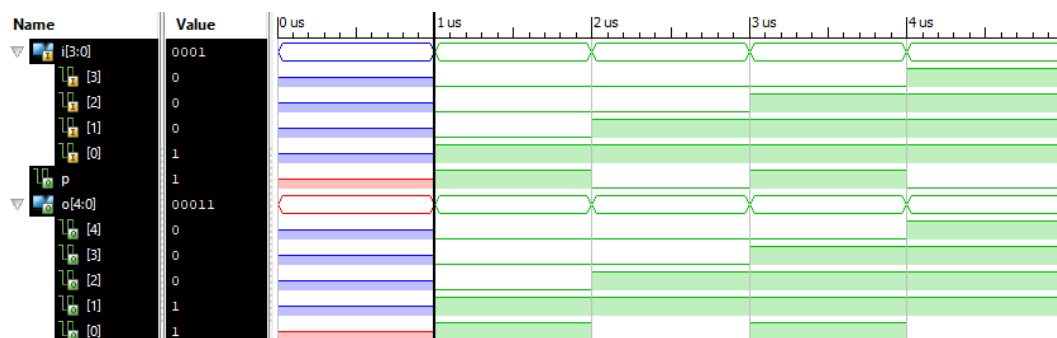 Name Value 0 us 1 us 2 us 3 us 4 us
i[3:0] 0001
[3] 0
[2] 0
[1] 0
[0] 1
p 1
o[4:0] 00011
[4] 0
[3] 0
[2] 0
[1] 1
[0] 1